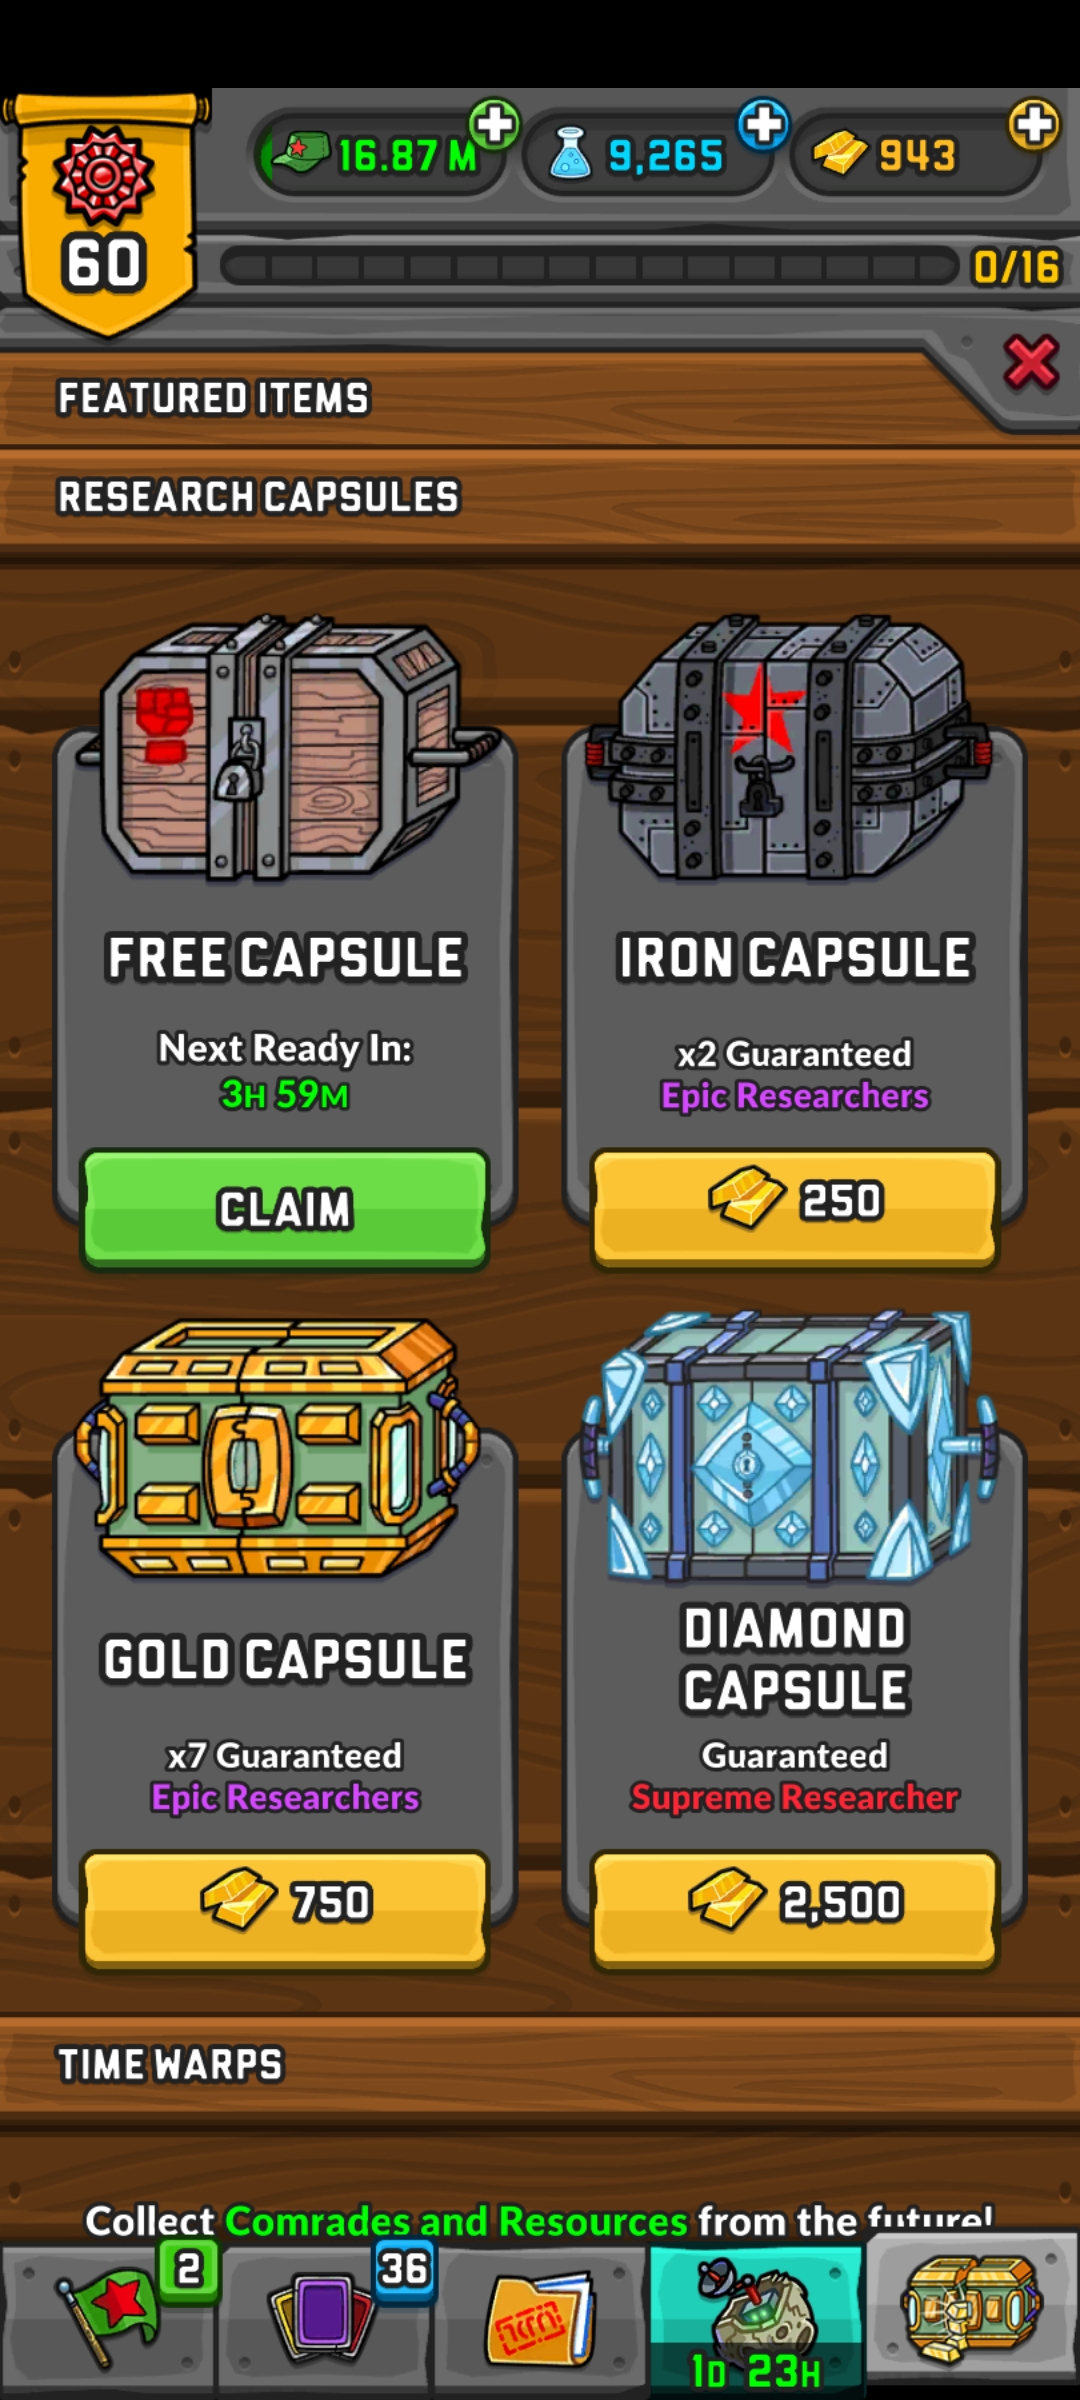 16.87 M
9,265
943
60
0/16
FEATURED ITEMS
RESEARCH CAPSULES
FREE CAPSULE
Next Ready In:
3H 59M
CLAIM
IRON CAPSULE
x2 Guaranteed
Epic Researchers
250
GOLD CAPSULE
x7 Guaranteed
Epic Researchers
750
DIAMOND
CAPSULE
Guaranteed
Supreme Researcher
2,500
TIME WARPS
Collect Comrades and Resources from the future!
2
36
1D 23H